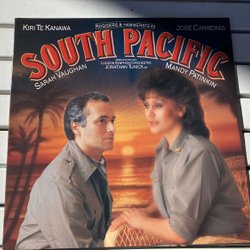 RODGERS & HAMMERSTEIN
KIRI TE KANAWA
JOSÉ CARRERAS
SOUTH PACIFIC
SARAH VAUGHAN
MANDY PATINKIN
LONDON SYMPHONY ORCHESTRA
JONATHAN TUNICK